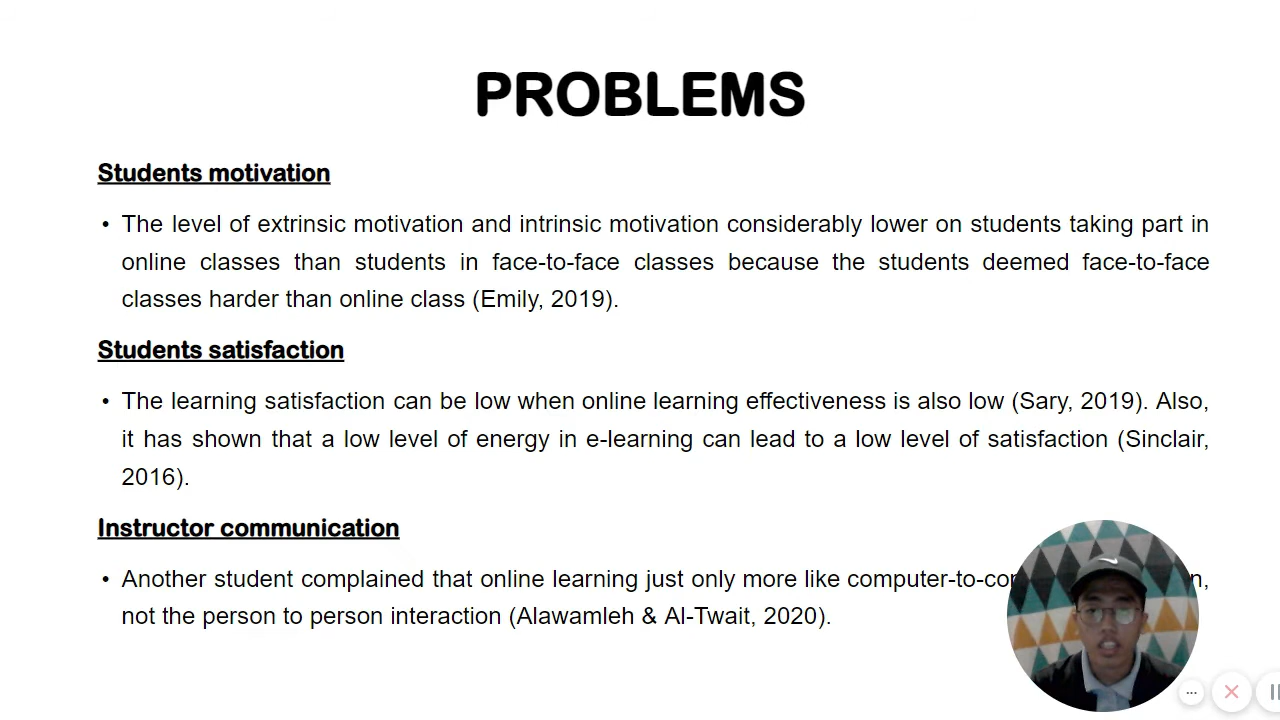 PROBLEMS
Students motivation
• The level of extrinsic motivation and intrinsic motivation considerably lower on students taking part in
online classes than students in face-to-face classes because the students deemed face-to-face
classes harder than online class (Emily, 2019).
Students satisfaction
• The learning satisfaction can be low when online learning effectiveness is also low (Sary, 2019). Also,
it has shown that a low level of energy in e-learning can lead to a low level of satisfaction (Sinclair,
2016).
Instructor communication
• Another student complained that online learning just only more like
not the person to person interaction (Alawamleh & Al-Twait, 2020).